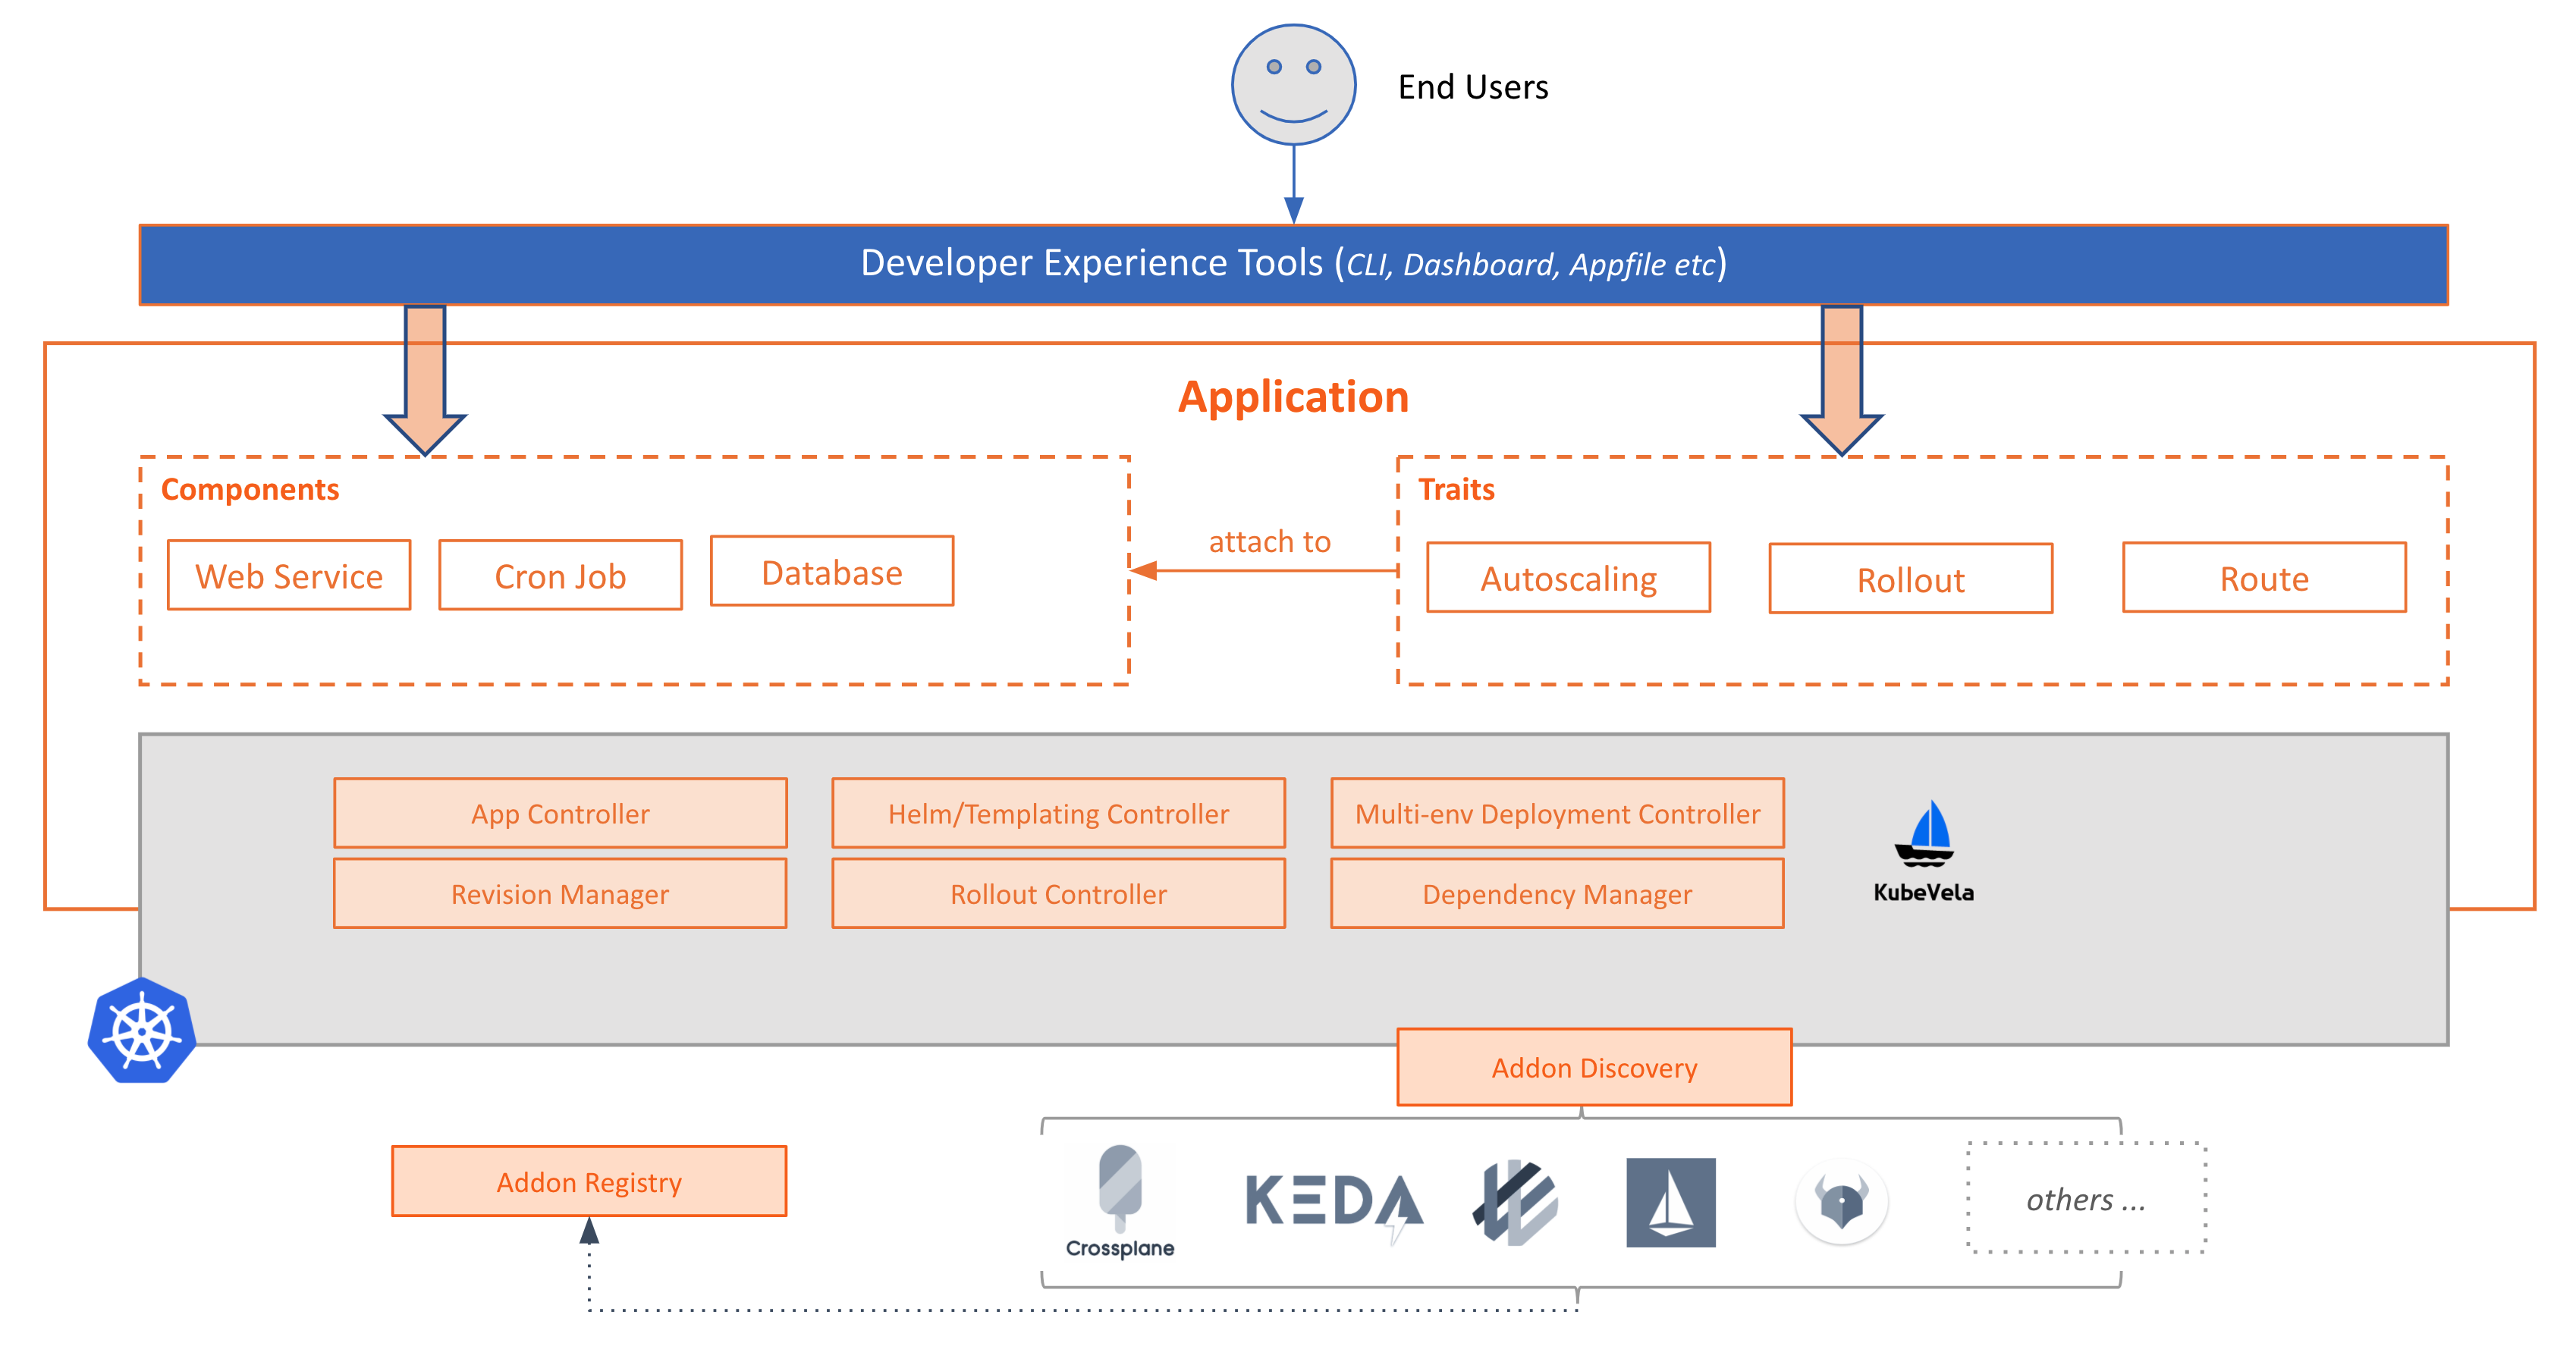 End Users
Developer Experience Tools (CLI, Dashboard, Appfile etc)
Application
Components
Web Service
Cron Job
Database
attach to
Traits
Autoscaling
Rollout
Route
App Controller
Helm/Templating Controller
Multi-env Deployment Controller
Revision Manager
Rollout Controller
Dependency Manager
KubeVela
Addon Discovery
Addon Registry
Crossplane
KEDA
others ...